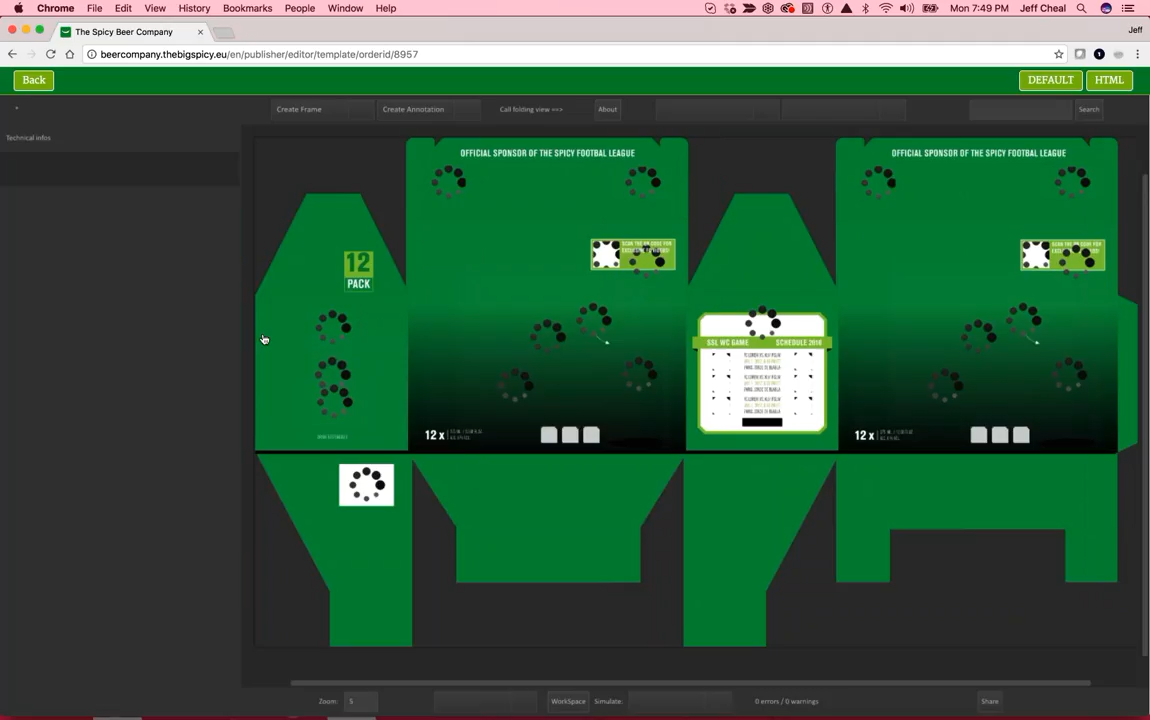 Chrome File Edit View History Bookmarks People Window Help
Mon 7:49 PM Jeff Cheal
The Spicy Beer Company
Jeff
beercompany.thebigspicy.eu/en/publisher/editor/template/orderid/8957
Back
DEFAULT HTML
Create Frame Create Annotation Call folding view ==> About Search
Technical infos
OFFICIAL SPONSOR OF THE SPICY FOOTBAL LEAGUE
OFFICIAL SPONSOR OF THE SPICY FOOTBAL LEAGUE
12
PACK
SSL WC GAME SCHEDULE 2018
12 x
12 x
Zoom: 5 WorkSpace Simulate: 0 errors / 0 warnings Share